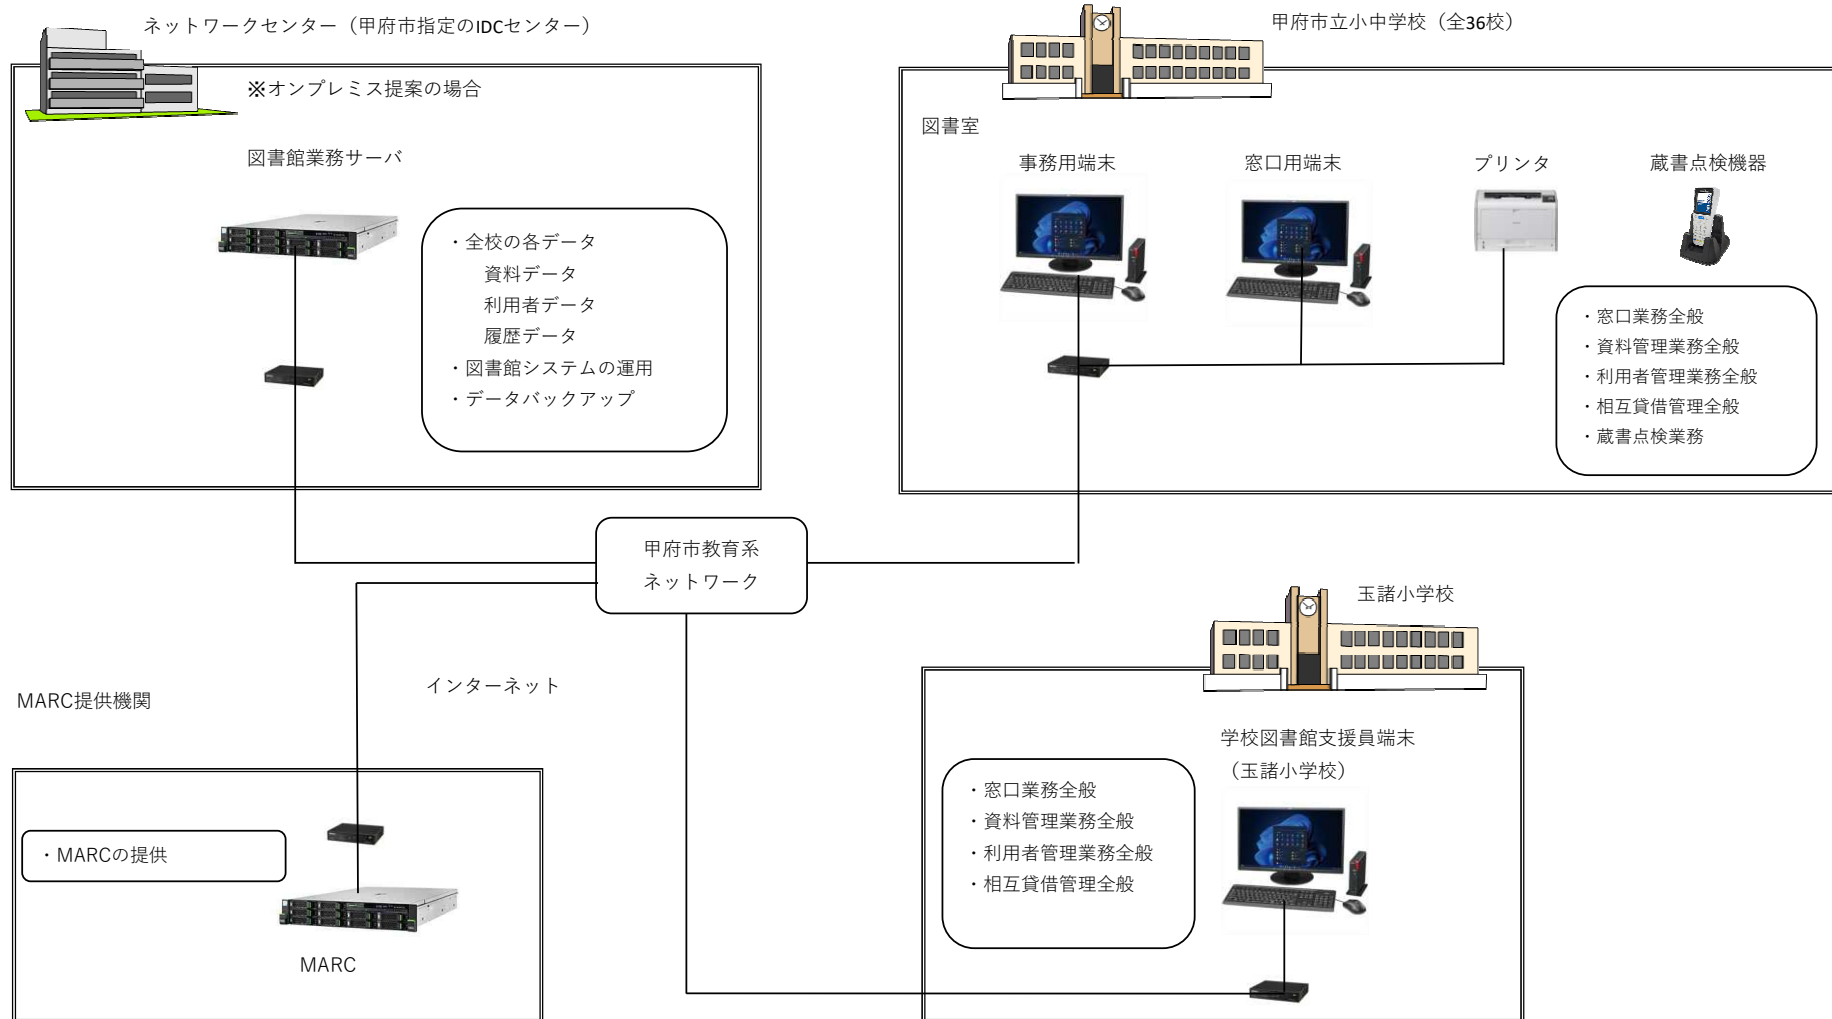 ネットワークセンター（甲府市指定のIDCセンター）
※オンプレミス提案の場合
図書館業務サーバ
・全校の各データ
資料データ
利用者データ
履歴データ
・図書館システムの運用
・データバックアップ
甲府市立小中学校（全36校）
図書室
事務用端末
窓口用端末
プリンタ
蔵書点検機器
・窓口業務全般
・資料管理業務全般
・利用者管理業務全般
・相互貸借管理全般
・蔵書点検業務
甲府市教育系
ネットワーク
インターネット
MARC提供機関
・MARCの提供
MARC
玉諸小学校
学校図書館支援員端末
（玉諸小学校）
・窓口業務全般
・資料管理業務全般
・利用者管理業務全般
・相互貸借管理全般